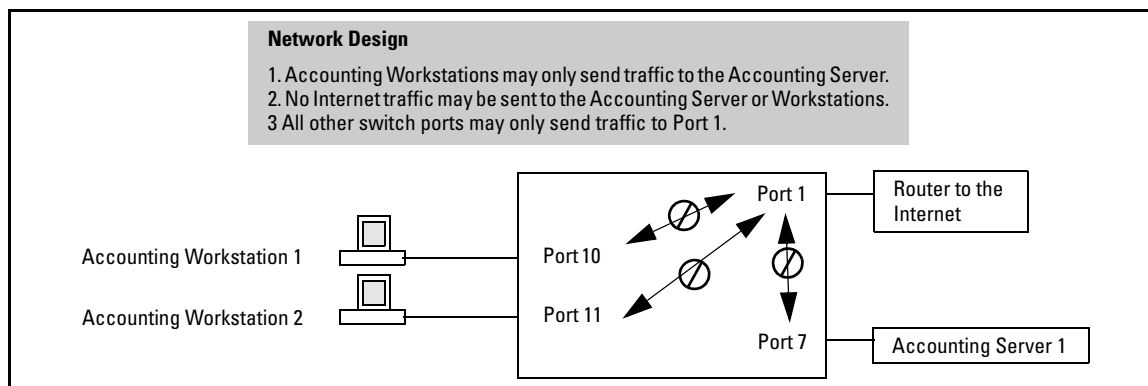 Network Design
1. Accounting Workstations may only send traffic to the Accounting Server.
2. No Internet traffic may be sent to the Accounting Server or Workstations.
3 All other switch ports may only send traffic to Port 1.
Port 1
Router to the
Internet
Accounting Workstation 1
Port 10
Accounting Workstation 2
Port 11
Port 7
Accounting Server 1